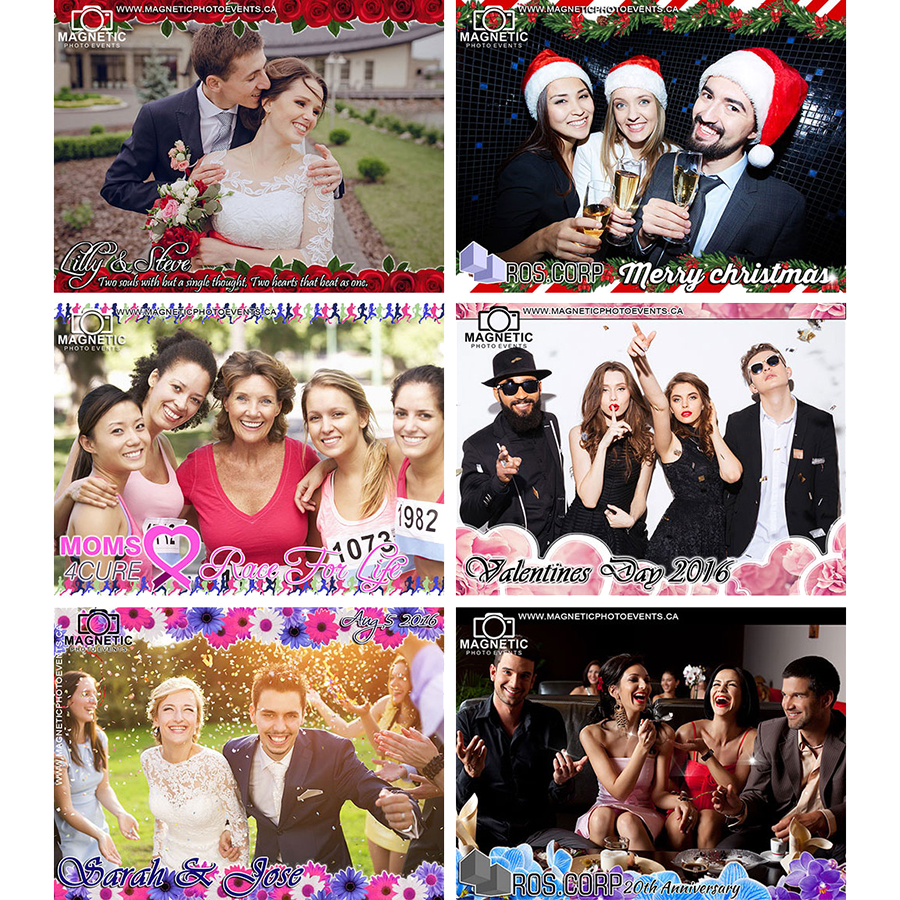 WWW.MAGNETICPHOTOEVENTS.CA
MAGNETIC
PHOTO EVENTS
Lilly & Steve
Two souls with but a single thought, Two hearts that beat as one.
WWW.MAGNETICPHOTOEVENTS.CA
MAGNETIC
PHOTO EVENTS
ROS.CORP Merry christmas
WWW.MAGNETICPHOTOEVENTS.CA
MAGNETIC
PHOTO EVENTS
1982
1073
MOMS
4CURE
Race For Life
WWW.MAGNETICPHOTOEVENTS.CA
MAGNETIC
PHOTO EVENTS
Valentines Day 2016
Aug 5 2016
MAGNETIC
PHOTO EVENTS
WWW.MAGNETICPHOTOEVENTS.CA
Sarah & Jose
WWW.MAGNETICPHOTOEVENTS.CA
MAGNETIC
PHOTO EVENTS
ROS.CORP 20th Anniversary